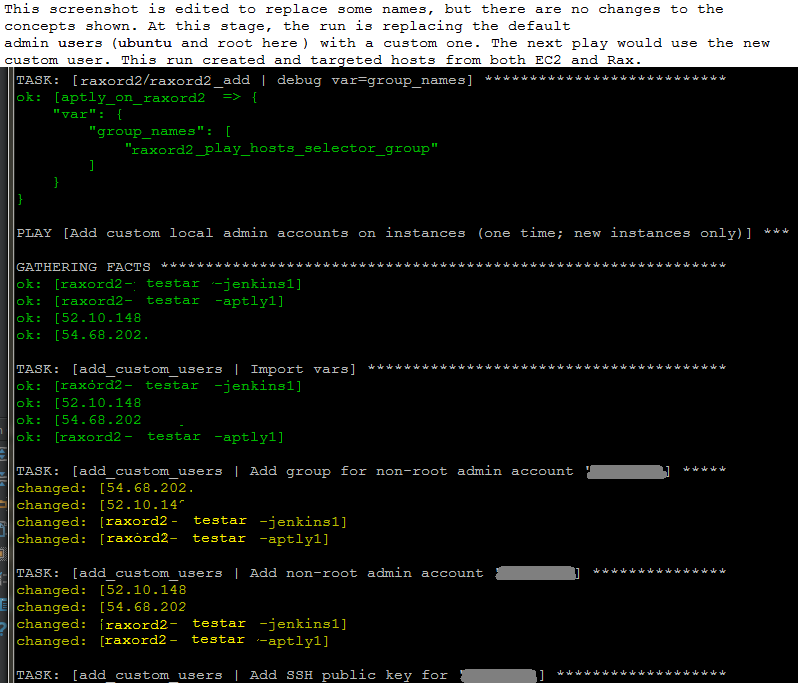 This screenshot is edited to replace some names, but there are no changes to the
concepts shown. At this stage, the run is replacing the default
admin users (ubuntu and root here) with a custom one. The next play would use the new
custom user. This run created and targeted hosts from both EC2 and Rax.
TASK: [raxord2/raxord2_add | debug var=group_names] ***************************
ok: [aptly_on_raxord2 => {
"var": {
"group_names": [
"raxord2_play_hosts_selector_group"
]
}
}
PLAY [Add custom local admin accounts on instances (one time; new instances only)] ***
GATHERING FACTS ***************************************************************
ok: [raxord2- testar -jenkins1]
ok: [raxord2- testar -aptly1]
ok: [52.10.148
ok: [54.68.202.
TASK: [add_custom_users | Import vars] ****************************************
ok: [raxord2- testar -jenkins1]
ok: [52.10.148
ok: [54.68.202
ok: [raxord2- testar -aptly1]
TASK: [add_custom_users | Add group for non-root admin account ' ] *****
changed: [54.68.202.
changed: [52.10.14
changed: [raxord2- testar -jenkins1]
changed: [raxord2- testar -aptly1]
TASK: [add_custom_users | Add non-root admin account ] ***************
changed: [52.10.148
changed: [54.68.202
changed: [raxord2- testar -jenkins1]
changed: [raxord2- testar -aptly1]
TASK: [add_custom_users | Add SSH public key for ] *******************